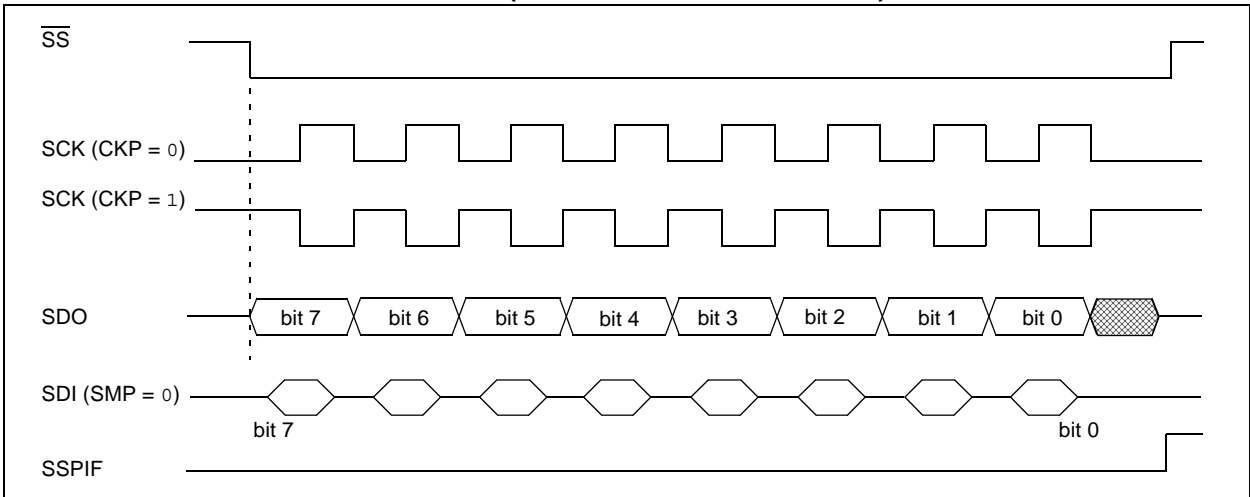 SS
SCK (CKP = 0)
SCK (CKP = 1)
SDO
bit 7 bit 6 bit 5 bit 4 bit 3 bit 2 bit 1 bit 0
SDI (SMP = 0)
bit 7 bit 0
SSPIF